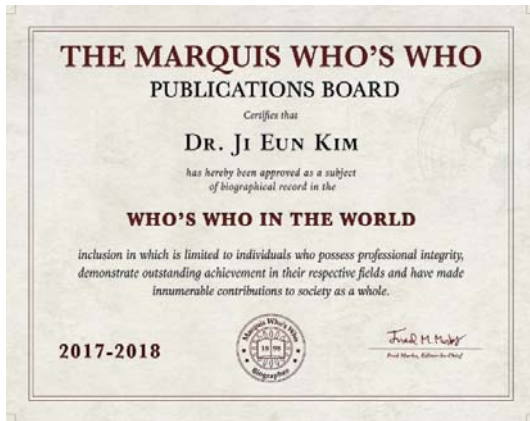 THE MARQUIS WHO'S WHO
PUBLICATIONS BOARD
Certifies that
DR. JI EUN KIM
has hereby been approved as a subject
of biographical record in the
WHO'S WHO IN THE WORLD
inclusion in which is limited to individuals who possess professional integrity,
demonstrate outstanding achievement in their respective fields and have made
innumerable contributions to society as a whole.
2017-2018
Marquis Who's Who
1898
Biographee
Fred Marks, Editor-In-Chief